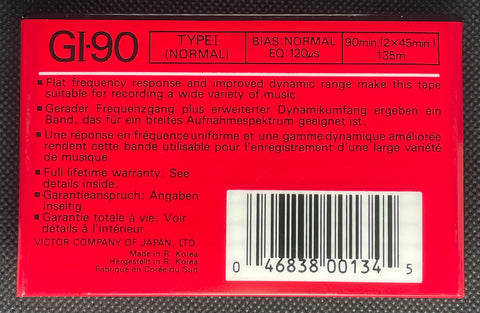 GI-90
TYPE I
(NORMAL)
BIAS: NORMAL
EQ: 120µs
90min. (2×45min.)
135m
▪ Flat frequency response and improved dynamic range make this tape
suitable for recording a wide variety of music.
▪ Gerader Frequenzgang plus erweiterter Dynamikumfang ergeben ein
Band, das für ein breites Aufnahmespektrum geeignet ist.
▪ Une réponse en fréquence uniforme et une gamme dynamique améliorée
rendent cette bande utilisable pour l'enregistrement d'une large variété
de musique.
▪ Full lifetime warranty: See
details inside.
▪ Garantieanspruch: Angaben
inseitig.
▪ Garantie totale à vie: Voir
détails à l'intérieur.
VICTOR COMPANY OF JAPAN, LTD.
Made in R. Korea
Hergestellt in R. Korea
Fabriqué en Corée du Sud
0 46838 00134 5